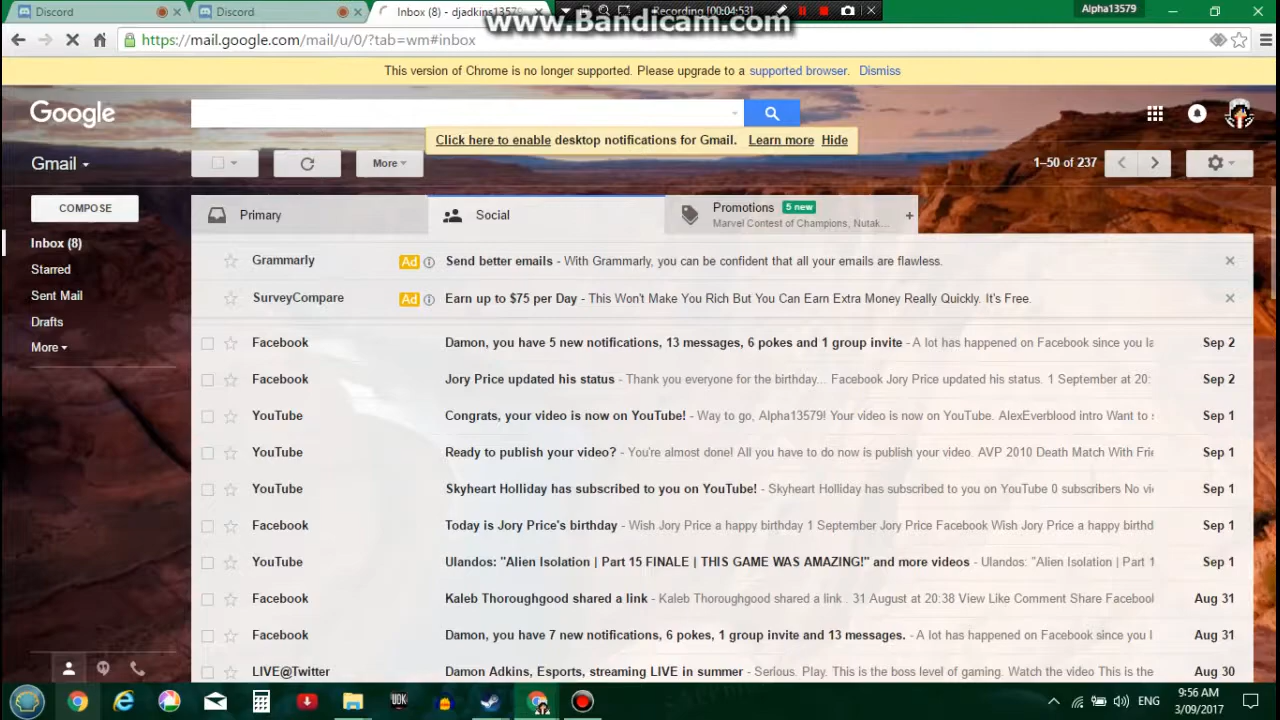 Discord
Discord
Inbox (8) - djadkins1357
Recording [00:04:53]
Alpha13579
www.Bandicam.com
https://mail.google.com/mail/u/0/?tab=wm#inbox
This version of Chrome is no longer supported. Please upgrade to a supported browser. Dismiss
Google
Click here to enable desktop notifications for Gmail. Learn more Hide
Gmail
More
1–50 of 237
COMPOSE
Primary
Social
Promotions 5 new
Marvel Contest of Champions, Nutak...
Inbox (8)
Starred
Sent Mail
Drafts
More
Grammarly Ad Send better emails - With Grammarly, you can be confident that all your emails are flawless.
SurveyCompare Ad Earn up to $75 per Day - This Won't Make You Rich But You Can Earn Extra Money Really Quickly. It's Free.
Facebook Damon, you have 5 new notifications, 13 messages, 6 pokes and 1 group invite - A lot has happened on Facebook since you la Sep 2
Facebook Jory Price updated his status - Thank you everyone for the birthday... Facebook Jory Price updated his status. 1 September at 20: Sep 2
YouTube Congrats, your video is now on YouTube! - Way to go, Alpha13579! Your video is now on YouTube. AlexEverblood intro Want to s Sep 1
YouTube Ready to publish your video? - You're almost done! All you have to do now is publish your video. AVP 2010 Death Match With Frie Sep 1
YouTube Skyheart Holliday has subscribed to you on YouTube! - Skyheart Holliday has subscribed to you on YouTube 0 subscribers No vi Sep 1
Facebook Today is Jory Price's birthday - Wish Jory Price a happy birthday 1 September Jory Price Facebook Wish Jory Price a happy birthd Sep 1
YouTube Ulandos: "Alien Isolation | Part 15 FINALE | THIS GAME WAS AMAZING!" and more videos - Ulandos: "Alien Isolation | Part 1 Sep 1
Facebook Kaleb Thoroughgood shared a link - Kaleb Thoroughgood shared a link . 31 August at 20:38 View Like Comment Share Facebook Aug 31
Facebook Damon, you have 7 new notifications, 6 pokes, 1 group invite and 13 messages. - A lot has happened on Facebook since you l Aug 31
LIVE@Twitter Damon Adkins, Esports, streaming LIVE in summer - Serious. Play. This is the boss level of gaming. Watch the video This is the Aug 30
UDK
ENG
9:56 AM
3/09/2017